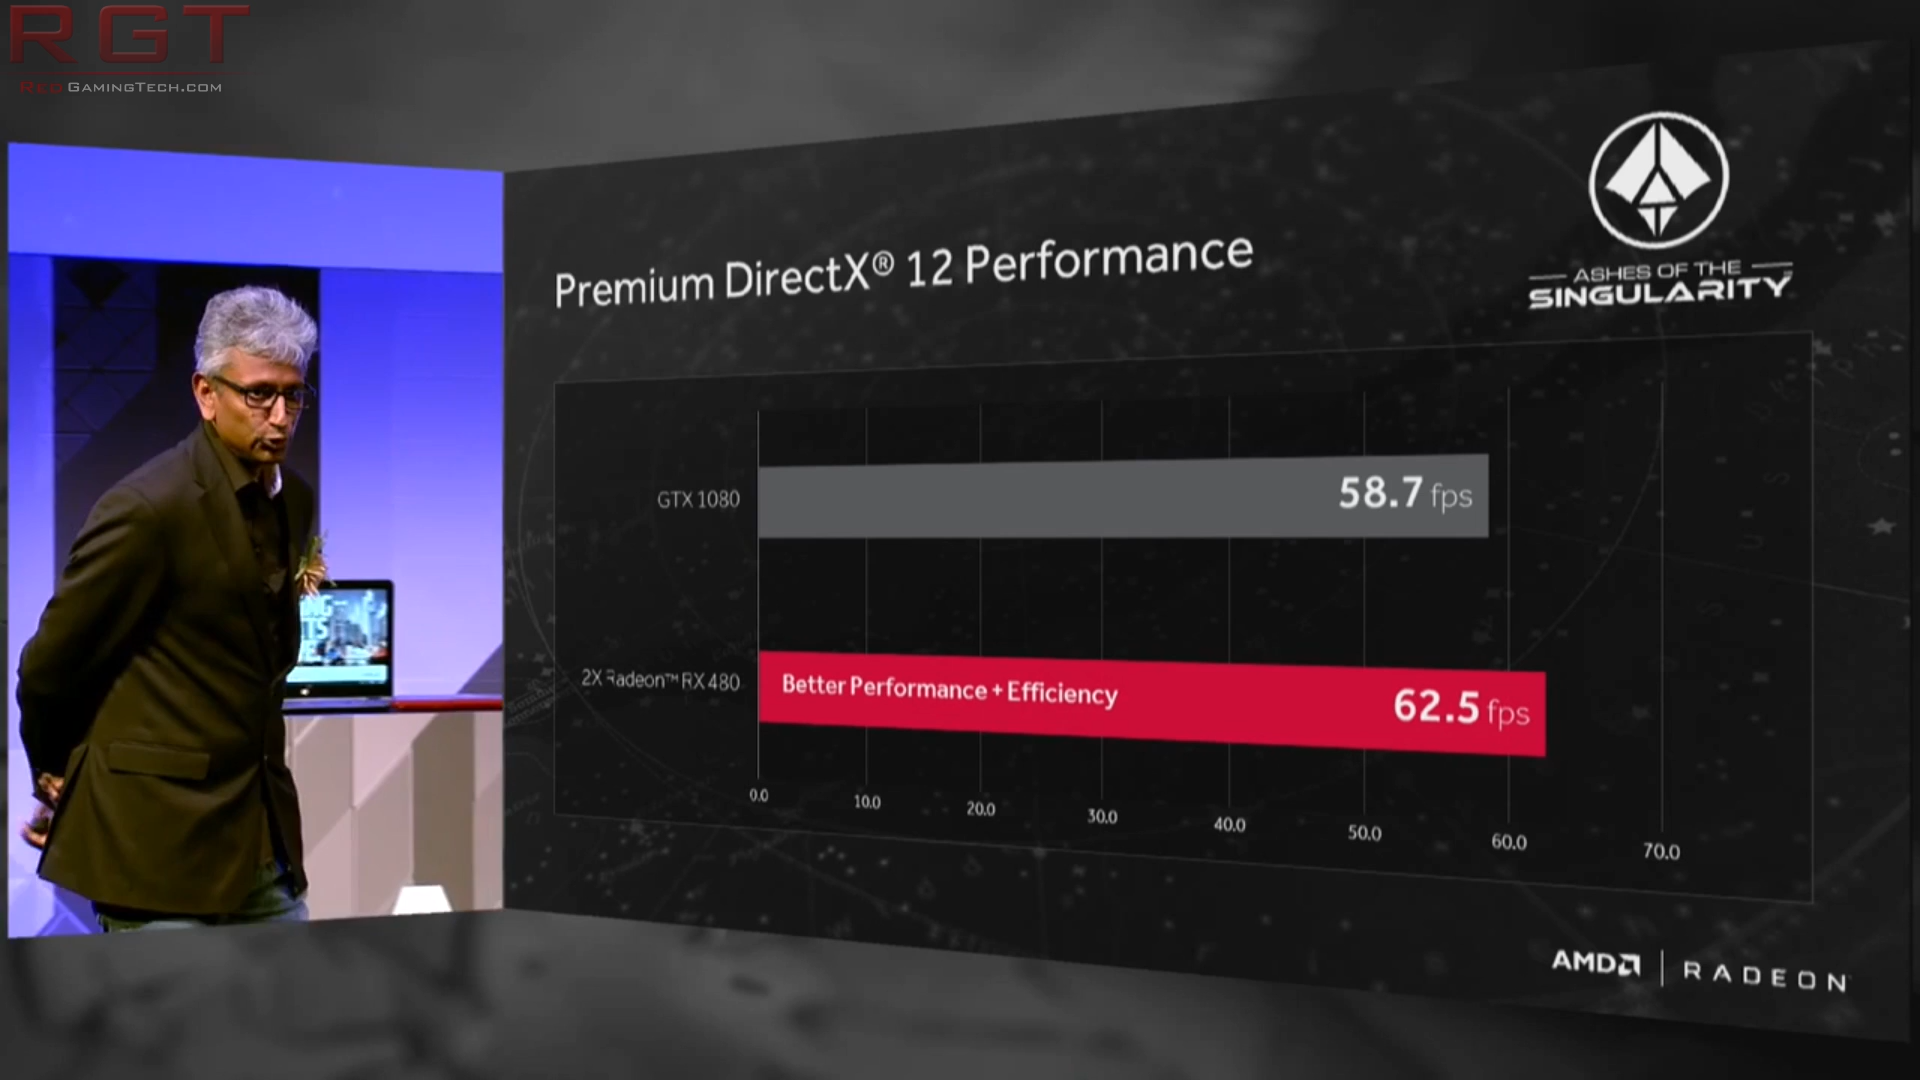 RGT
REDGAMINGTECH.COM
Premium DirectX® 12 Performance
ASHES OF THE
SINGULARITY
GTX 1080
58.7 fps
2X Radeon™ RX 480
Better Performance + Efficiency
62.5 fps
0.0
10.0
20.0
30.0
40.0
50.0
60.0
70.0
AMD
RADEON